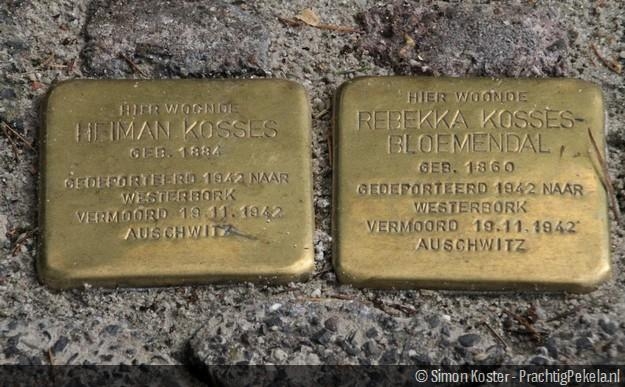 HIER WOONDE
HEIMAN KOSSES
GEB. 1884
GEDEPORTEERD 1942 NAAR
WESTERBORK
VERMOORD 19.11.1942
AUSCHWITZ
HIER WOONDE
REBEKKA KOSSES-
BLOEMENDAL
GEB. 1860
GEDEPORTEERD 1942 NAAR
WESTERBORK
VERMOORD 19.11.1942
AUSCHWITZ
© Simon Koster - PrachtigPekela.nl